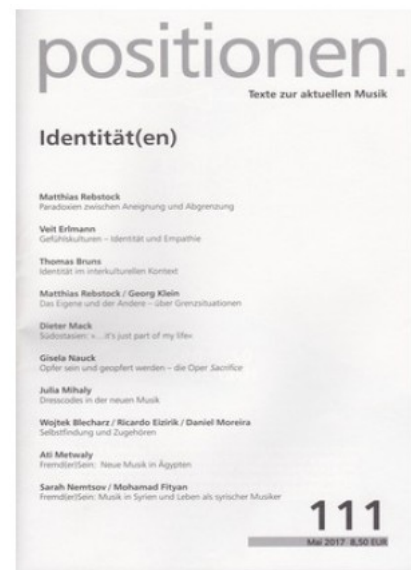 positionen.
Texte zur aktuellen Musik
Identität(en)
Matthias Rebstock
Paradoxien zwischen Aneignung und Abgrenzung
Veit Erlmann
Gefühlskulturen – Identität und Empathie
Thomas Bruns
Identität im interkulturellen Kontext
Matthias Rebstock / Georg Klein
Das Eigene und der Andere – über Grenzsituationen
Dieter Mack
Südostasien: »... it's just part of my life«
Gisela Nauck
Opfer sein und geopfert werden – die Oper Sacrifice
Julia Mihaly
Dresscodes in der neuen Musik
Wojtek Blecharz / Ricardo Eizirik / Daniel Moreira
Selbstfindung und Zugehören
Ati Metwaly
Fremd(er)Sein: Neue Musik in Ägypten
Sarah Nemtsov / Mohamad Fityan
Fremd(er)Sein: Musik in Syrien und Leben als syrischer Musiker
111
Mai 2017 8,50 EUR